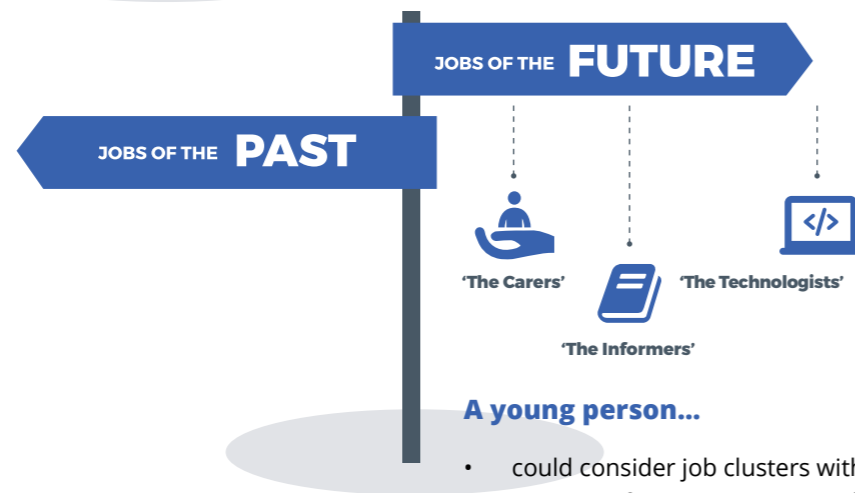 JOBS OF THE FUTURE
JOBS OF THE PAST
</>
‘The Carers’
‘The Technologists’
‘The Informers’
A young person...
• could consider job clusters with